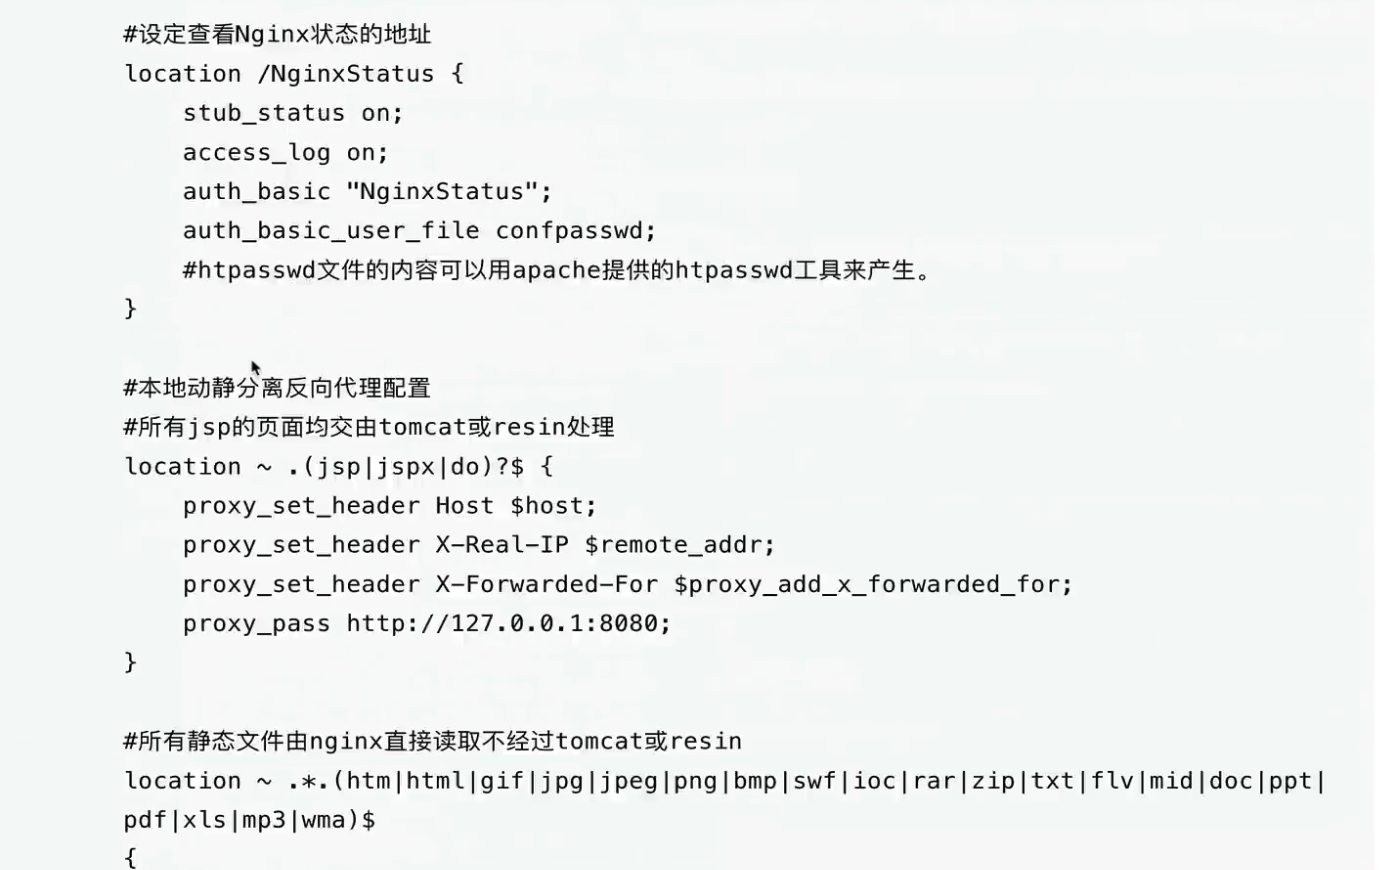 #设定查看Nginx状态的地址
location /NginxStatus {
stub_status on;
access_log on;
auth_basic "NginxStatus";
auth_basic_user_file confpasswd;
#htpasswd文件的内容可以用apache提供的htpasswd工具来产生。
}
#本地动静分离反向代理配置
#所有jsp的页面均交由tomcat或resin处理
location ~ .(jsp|jspx|do)?$ {
proxy_set_header Host $host;
proxy_set_header X-Real-IP $remote_addr;
proxy_set_header X-Forwarded-For $proxy_add_x_forwarded_for;
proxy_pass http://127.0.0.1:8080;
}
#所有静态文件由nginx直接读取不经过tomcat或resin
location ~ .*.(htm|html|gif|jpg|jpeg|png|bmp|swf|ioc|rar|zip|txt|flv|mid|doc|ppt|
pdf|xls|mp3|wma)$
{